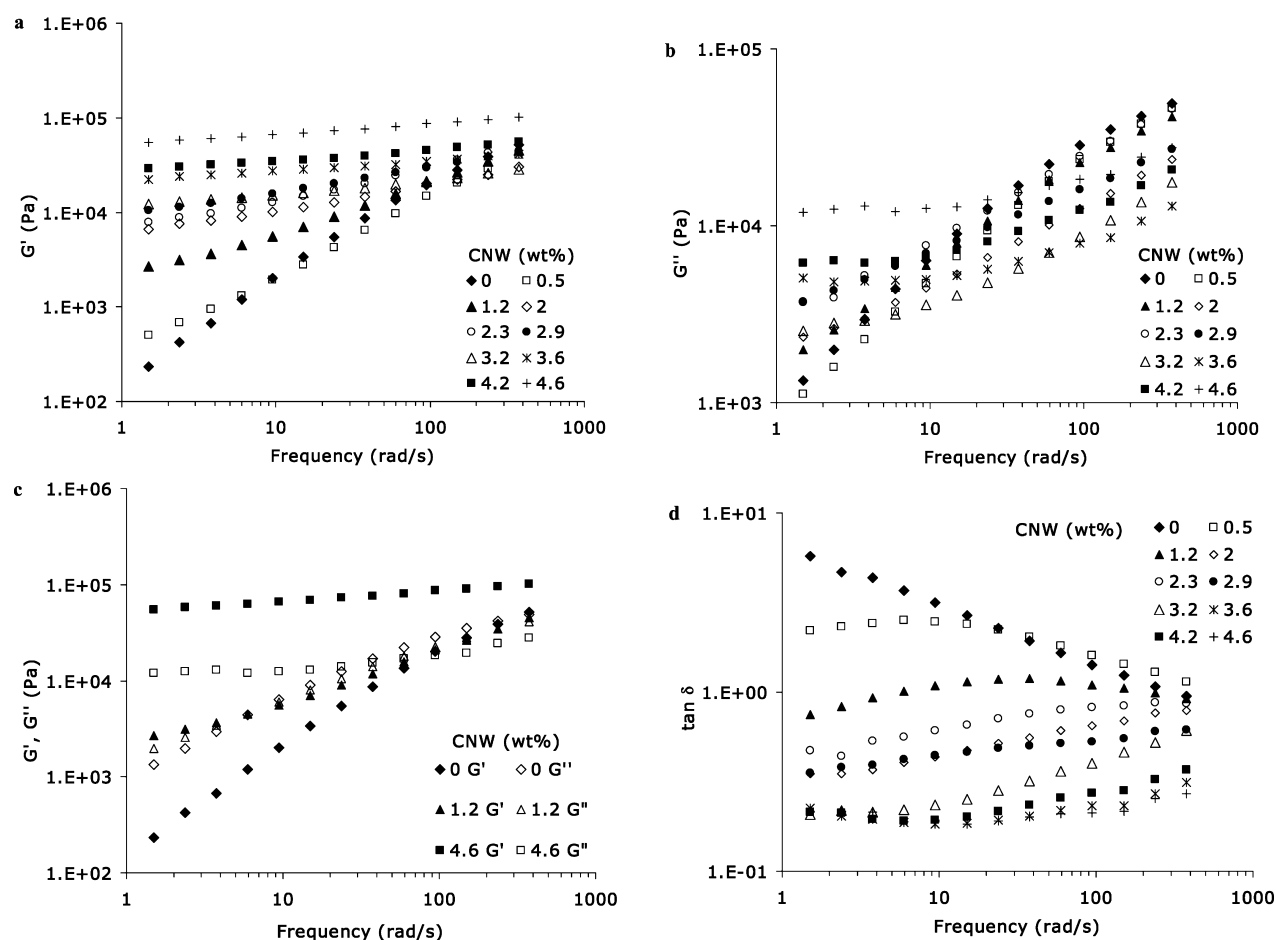 a
1.E+06
1.E+05
1.E+04
1.E+03
1.E+02
G' (Pa)
1 10 100 1000
Frequency (rad/s)
CNW (wt%)
0 0.5
1.2 2
2.3 2.9
3.2 3.6
4.2 4.6
b
1.E+05
1.E+04
1.E+03
G'' (Pa)
1 10 100 1000
Frequency (rad/s)
CNW (wt%)
0 0.5
1.2 2
2.3 2.9
3.2 3.6
4.2 4.6
c
1.E+06
1.E+05
1.E+04
1.E+03
1.E+02
G', G'' (Pa)
1 10 100 1000
Frequency (rad/s)
CNW (wt%)
0 G' 0 G''
1.2 G' 1.2 G"
4.6 G' 4.6 G"
d
1.E+01
1.E+00
1.E-01
tan δ
1 10 100 1000
Frequency (rad/s)
CNW (wt%)
0 0.5
1.2 2
2.3 2.9
3.2 3.6
4.2 4.6